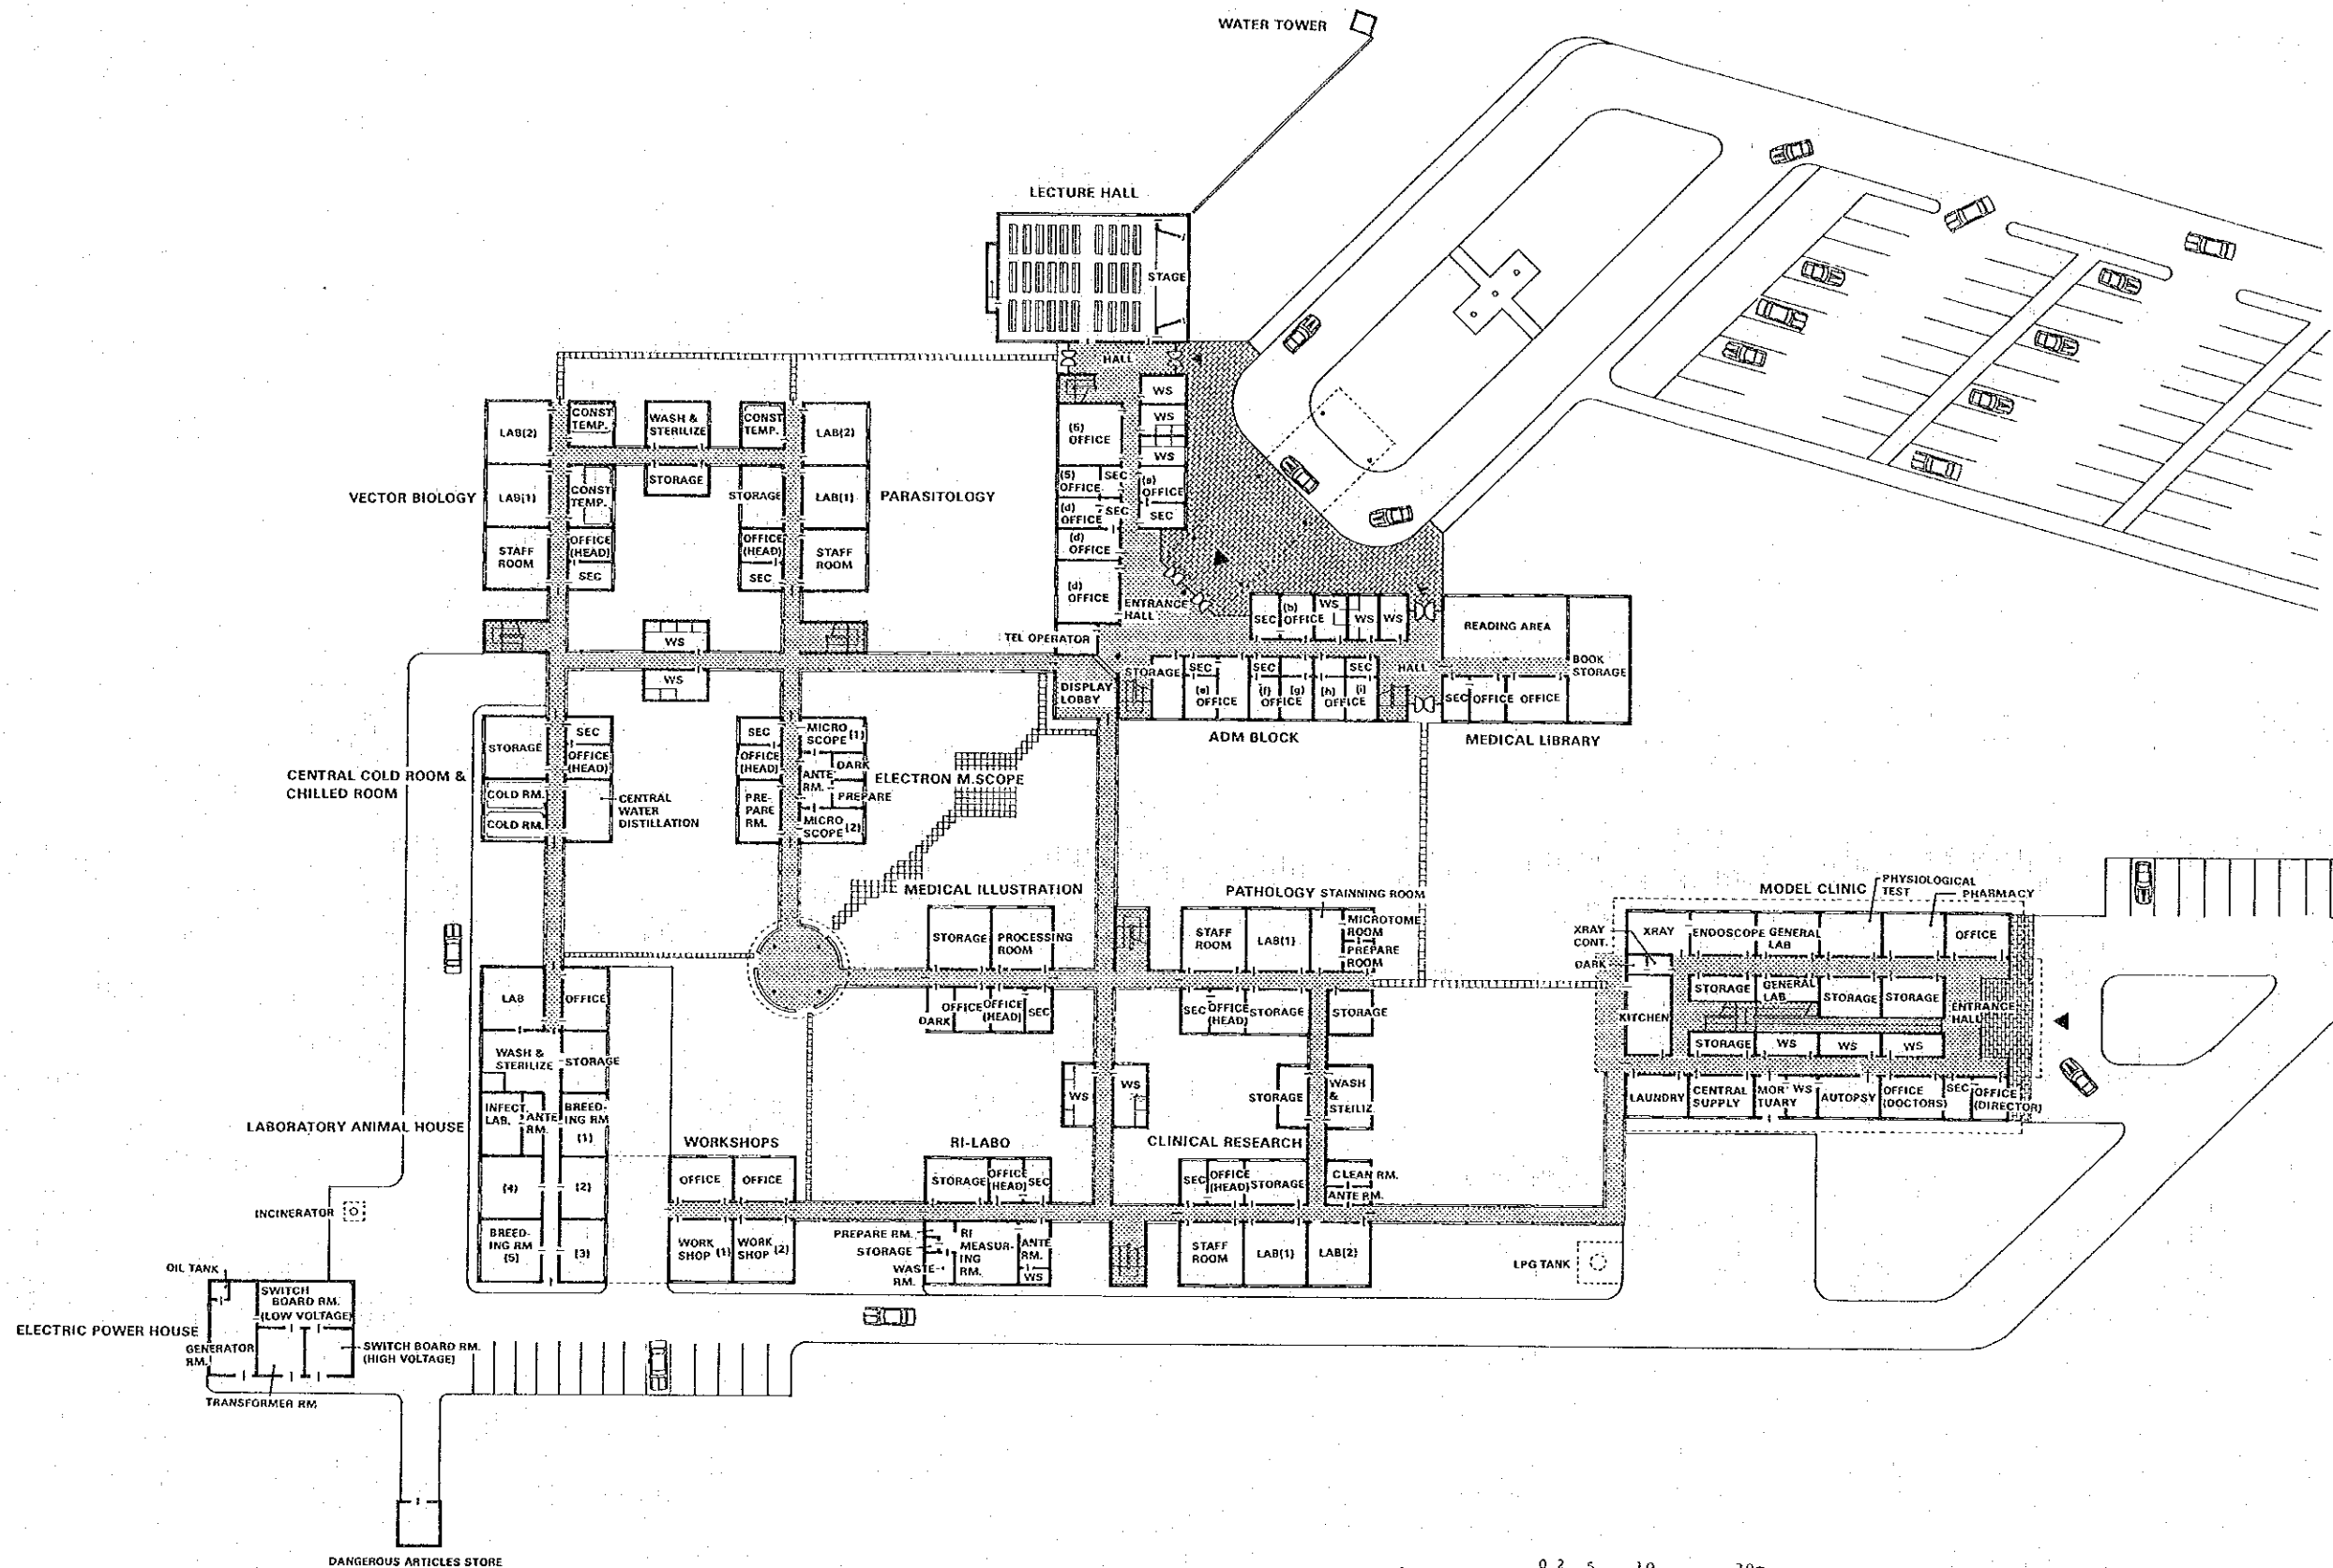 WATER TOWER
LECTURE HALL
STAGE
HALL
WS
WS
WS
(6)
OFFICE
(5)
OFFICE
SEC
(a)
OFFICE
SEC
(d)
OFFICE
SEC
(d)
OFFICE
(d)
OFFICE
ENTRANCE
HALL
TEL OPERATOR
SEC
(b)
OFFICE
WS
WS
WS
STORAGE
SEC
(e)
OFFICE
SEC
(f)
(g)
OFFICE
(h)
SEC
(i)
OFFICE
HALL
DISPLAY
LOBBY
ADM BLOCK
READING AREA
BOOK
STORAGE
SEC
OFFICE
OFFICE
MEDICAL LIBRARY
VECTOR BIOLOGY
LAB(2)
CONST
TEMP.
LAB(1)
CONST
TEMP.
STAFF
ROOM
OFFICE
(HEAD)
SEC
WASH &
STERILIZE
STORAGE
CONST
TEMP.
LAB(2)
STORAGE
LAB(1)
OFFICE
(HEAD)
SEC
STAFF
ROOM
PARASITOLOGY
WS
WS
CENTRAL COLD ROOM &
CHILLED ROOM
STORAGE
SEC
OFFICE
(HEAD)
COLD RM.
COLD RM.
CENTRAL
WATER
DISTILLATION
SEC
OFFICE
(HEAD)
PRE-
PARE
RM.
MICRO
SCOPE (1)
DARK
ANTE
RM.
PREPARE
MICRO
SCOPE (2)
ELECTRON M.SCOPE
MEDICAL ILLUSTRATION
STORAGE
PROCESSING
ROOM
DARK
OFFICE
OFFICE
(HEAD)
SEC
PATHOLOGY
STAINNING ROOM
STAFF
ROOM
LAB(1)
MICROTOME
ROOM
PREPARE
ROOM
SEC
OFFICE
(HEAD)
STORAGE
STORAGE
WS
WS
STORAGE
WASH
&
STEILIZ
MODEL CLINIC
PHYSIOLOGICAL
TEST
PHARMACY
XRAY
CONT.
DARK
XRAY
ENDOSCOPE
GENERAL
LAB
OFFICE
STORAGE
GENERAL
LAB
STORAGE
STORAGE
ENTRANCE
HALL
KITCHEN
STORAGE
WS
WS
WS
LAUNDRY
CENTRAL
SUPPLY
MOR
TUARY
WS
AUTOPSY
OFFICE
(DOCTORS)
SEC
OFFICE
(DIRECTOR)
LABORATORY ANIMAL HOUSE
LAB
OFFICE
WASH &
STERILIZE
STORAGE
INFECT.
LAB.
ANTE
RM.
BREED-
ING RM
(1)
(4)
(2)
BREED-
ING RM
(5)
(3)
WORKSHOPS
OFFICE
OFFICE
WORK
SHOP (1)
WORK
SHOP (2)
RI-LABO
STORAGE
OFFICE
(HEAD)
SEC
PREPARE RM.
STORAGE
WASTE
RM.
RI
MEASUR-
ING
RM.
ANTE
RM.
WS
CLINICAL RESEARCH
SEC
OFFICE
(HEAD)
STORAGE
CLEAN RM.
ANTE RM.
STAFF
ROOM
LAB(1)
LAB(2)
LPG TANK
INCINERATOR
OIL TANK
SWITCH
BOARD RM.
(LOW VOLTAGE)
ELECTRIC POWER HOUSE
GENERATOR
RM.
SWITCH BOARD RM.
(HIGH VOLTAGE)
TRANSFORMER RM
DANGEROUS ARTICLES STORE
0 2 5 10